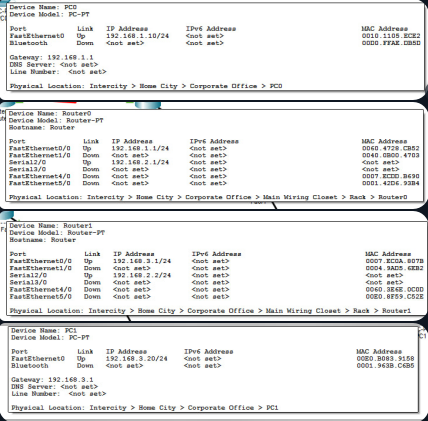 Device Name: PC0
Device Model: PC-PT
Port Link IP Address IPv6 Address MAC Address
FastEthernet0 Up 192.168.1.10/24 <not set> 0010.1105.ECE2
Bluetooth Down <not set> <not set> 00D0.FFAE.DB5D
Gateway: 192.168.1.1
DNS Server: <not set>
Line Number: <not set>
Physical Location: Intercity > Home City > Corporate Office > PC0
Device Name: Router0
Device Model: Router-PT
Hostname: Router
Port Link IP Address IPv6 Address MAC Address
FastEthernet0/0 Up 192.168.1.1/24 <not set> 0060.4728.CB52
FastEthernet1/0 Down <not set> <not set> 0040.0B00.4703
Serial2/0 Up 192.168.2.1/24 <not set> <not set>
Serial3/0 Down <not set> <not set> <not set>
FastEthernet4/0 Down <not set> <not set> 0007.ECDD.B690
FastEthernet5/0 Down <not set> <not set> 0001.42D6.93B4
Physical Location: Intercity > Home City > Corporate Office > Main Wiring Closet > Rack > Router0
Device Name: Router1
Device Model: Router-PT
Hostname: Router
Port Link IP Address IPv6 Address MAC Address
FastEthernet0/0 Up 192.168.3.1/24 <not set> 0007.EC0A.807B
FastEthernet1/0 Down <not set> <not set> 0004.9AD5.6EB2
Serial2/0 Up 192.168.2.2/24 <not set> <not set>
Serial3/0 Down <not set> <not set> <not set>
FastEthernet4/0 Down <not set> <not set> 0060.3E6E.0C0D
FastEthernet5/0 Down <not set> <not set> 00E0.8F59.C52E
Physical Location: Intercity > Home City > Corporate Office > Main Wiring Closet > Rack > Router1
Device Name: PC1
Device Model: PC-PT
Port Link IP Address IPv6 Address MAC Address
FastEthernet0 Up 192.168.3.20/24 <not set> 00E0.B083.9158
Bluetooth Down <not set> <not set> 0001.963B.C6B5
Gateway: 192.168.3.1
DNS Server: <not set>
Line Number: <not set>
Physical Location: Intercity > Home City > Corporate Office > PC1